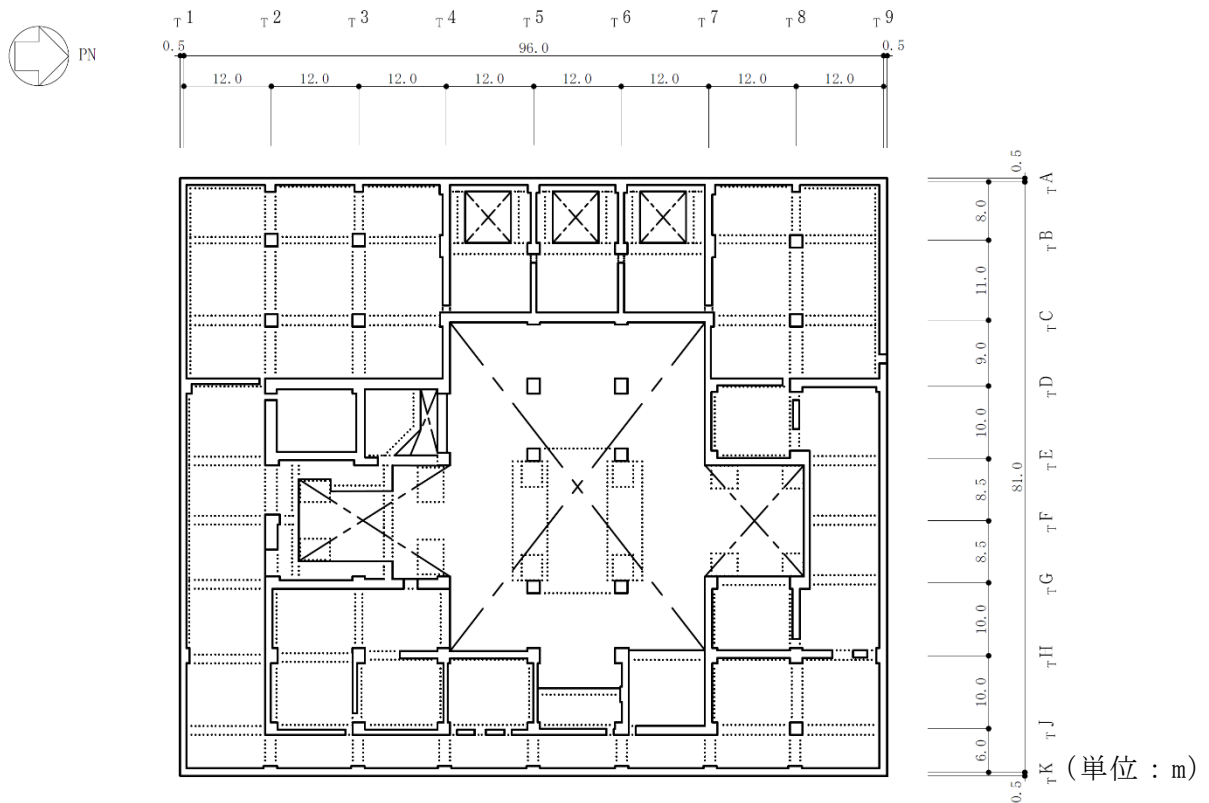 T1 T2 T3 T4 T5 T6 T7 T8 T9
PN
0.5 96.0 0.5
12.0 12.0 12.0 12.0 12.0 12.0 12.0 12.0
0.5
TA
8.0
TB
11.0
TC
9.0
TD
10.0
TE
8.5
81.0
TF
8.5
TG
10.0
TH
10.0
TJ
6.0
TK (単位:m)
0.5